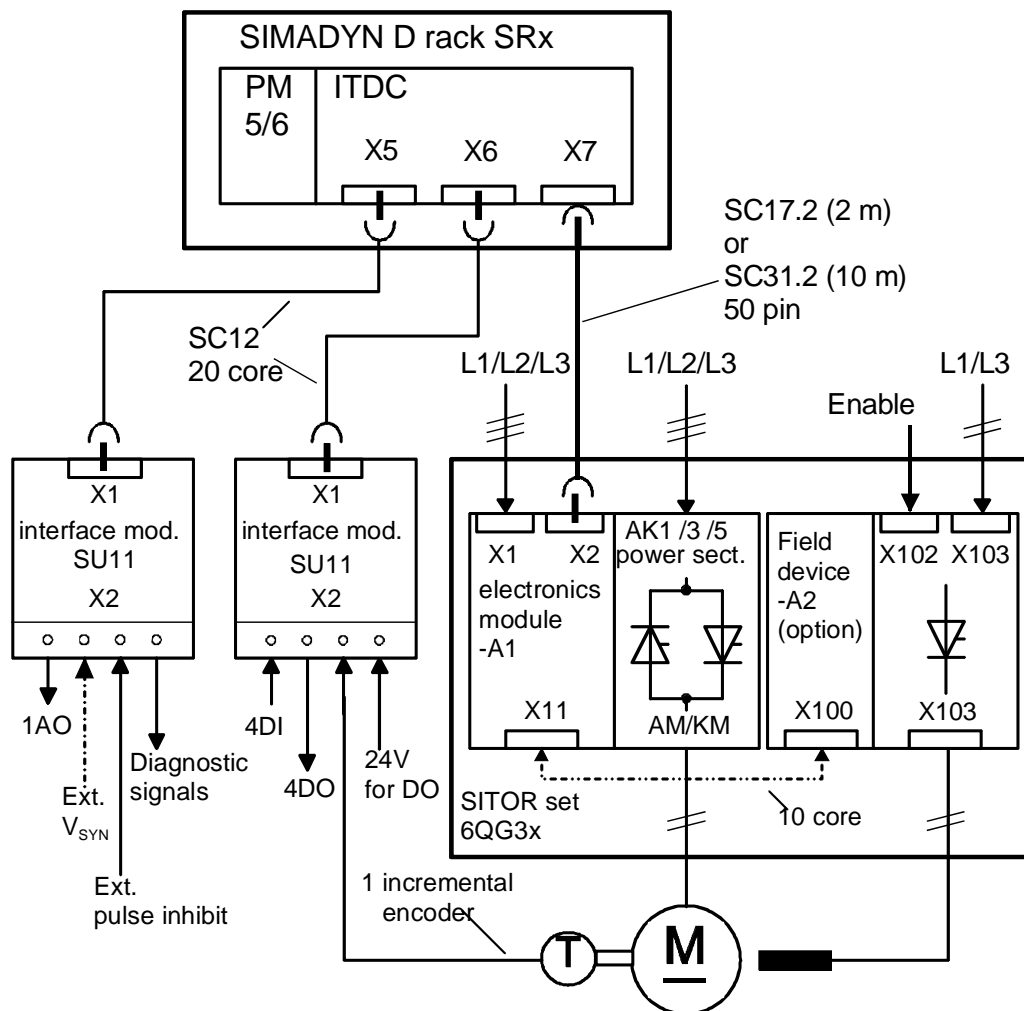 SIMADYN D rack SRx
PM
5/6
ITDC
X5
X6
X7
SC17.2 (2 m)
or
SC31.2 (10 m)
50 pin
SC12
20 core
L1/L2/L3
L1/L2/L3
L1/L3
Enable
X1
interface mod.
SU11
X2
X1
interface mod.
SU11
X2
X1
X2
electronics
module
-A1
X11
AK1 /3 /5
power sect.
AM/KM
Field
device
-A2
(option)
X102
X103
X100
X103
1AO
Ext.
VSYN
Ext.
pulse inhibit
Diagnostic
signals
4DI
4DO
24V
for DO
SITOR set
6QG3x
10 core
1 incremental
encoder
T
M